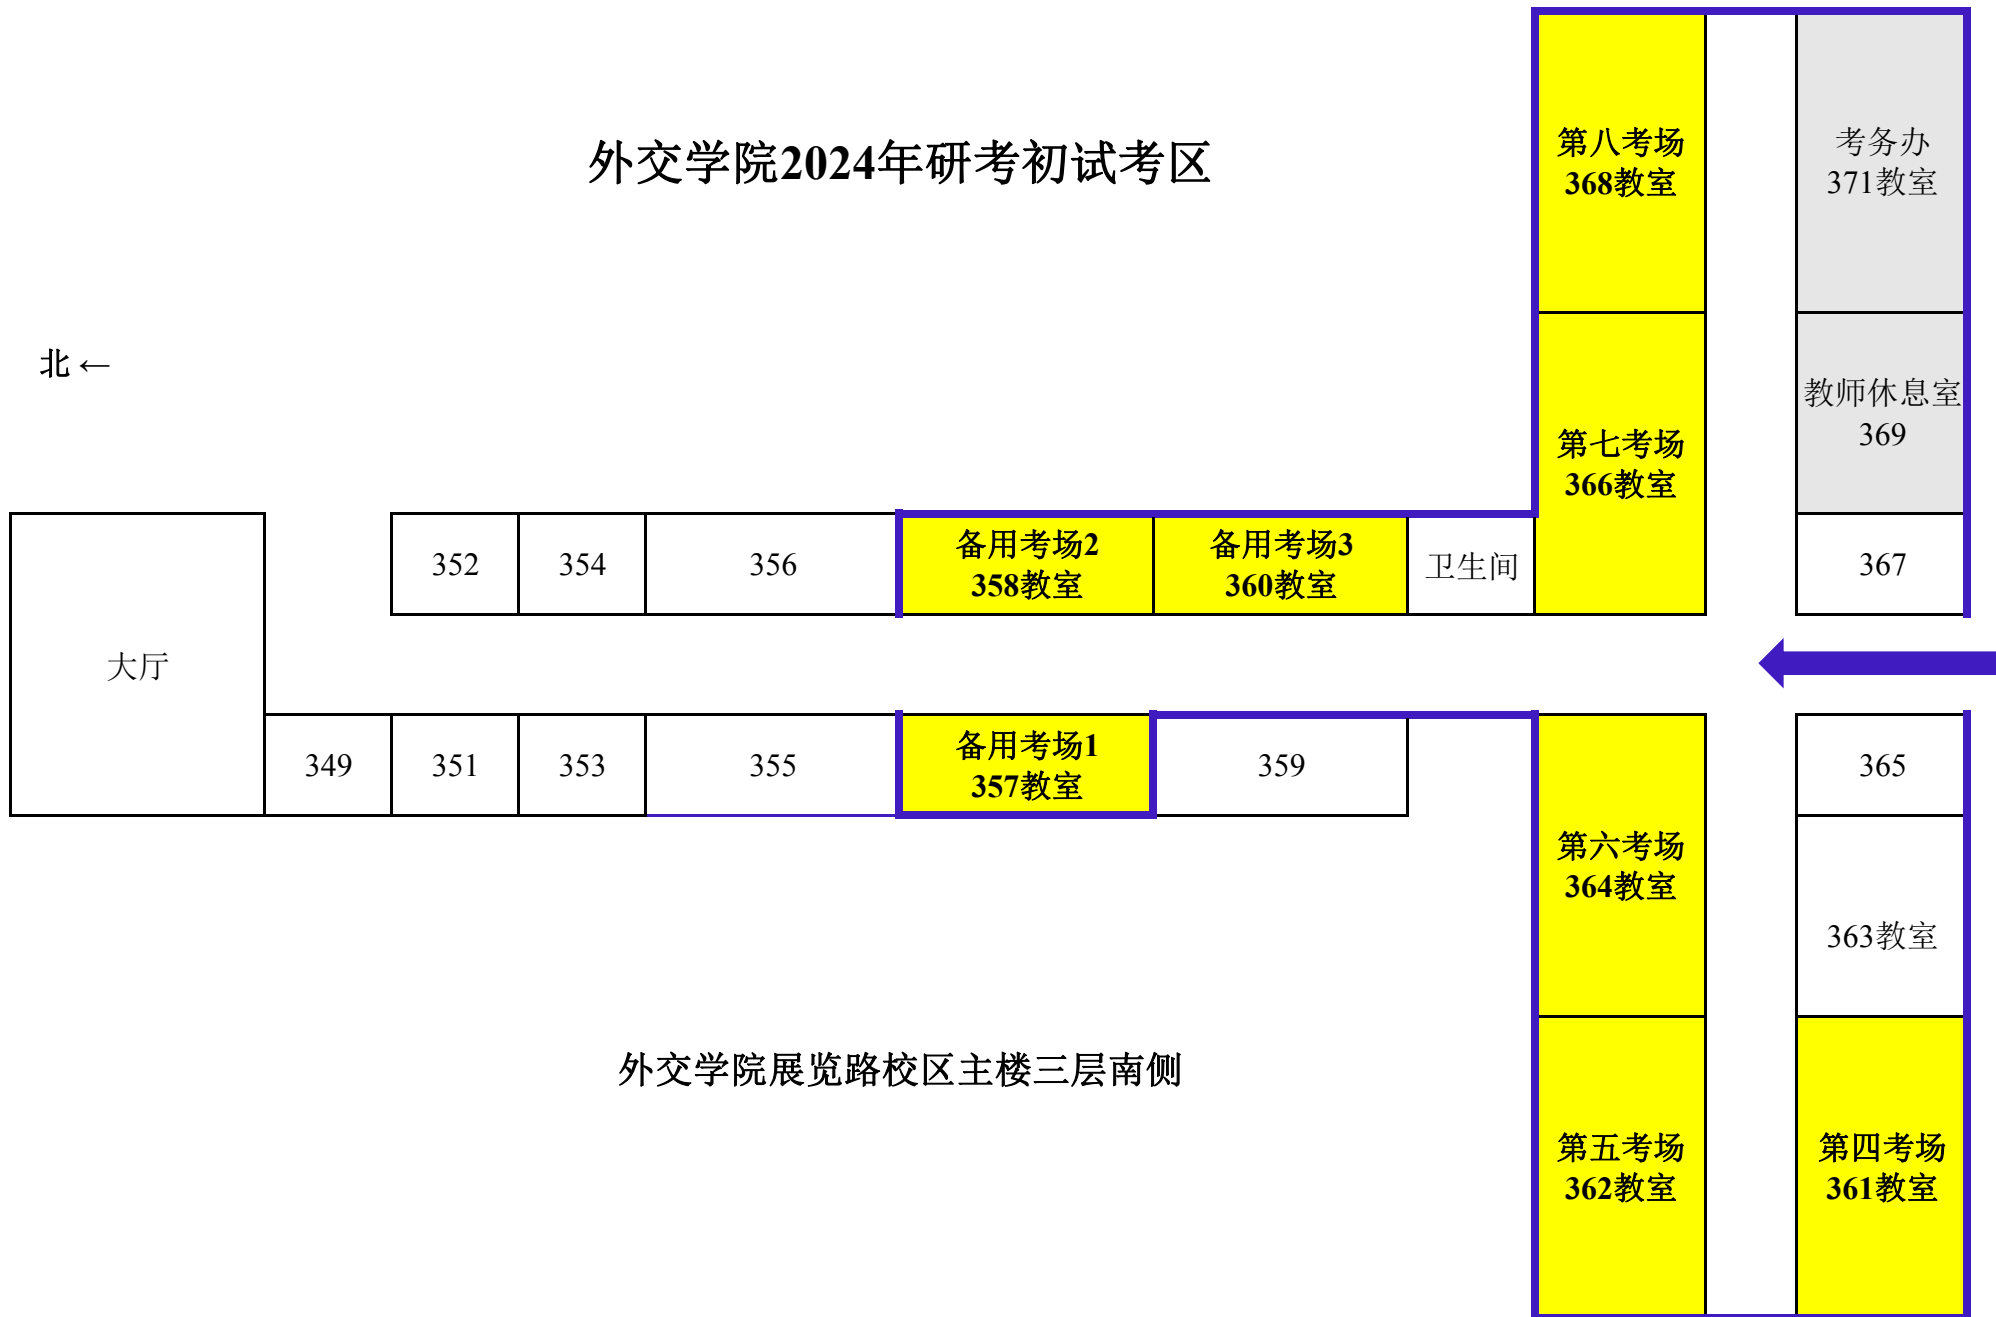 外交学院2024年研考初试考区
第八考场
368教室
考务办
371教室
北←
教师休息室
369
第七考场
366教室
352
354
356
备用考场2
358教室
备用考场3
360教室
卫生间
367
大厅
349
351
353
355
备用考场1
357教室
359
365
第六考场
364教室
363教室
外交学院展览路校区主楼三层南侧
第五考场
362教室
第四考场
361教室